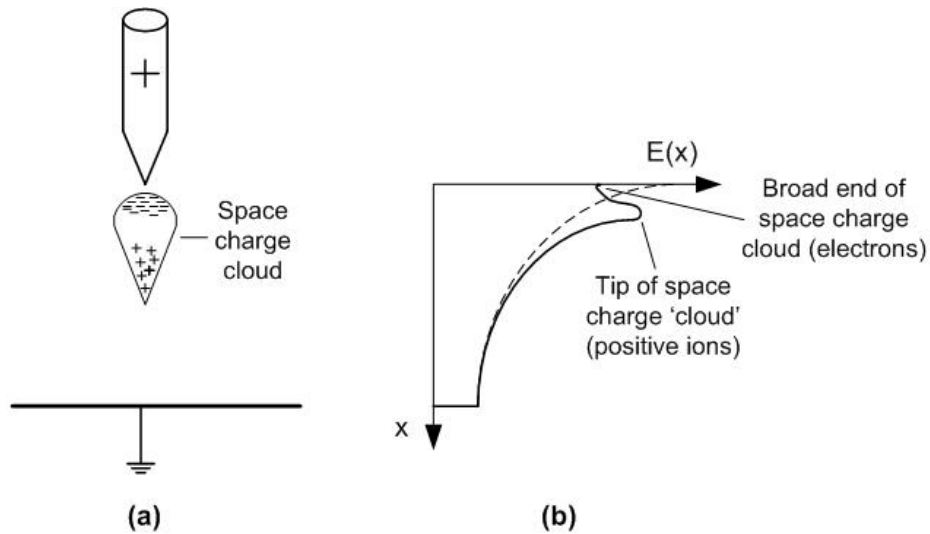 +
Space
charge
cloud
(a)
E(x)
Broad end of
space charge
cloud (electrons)
Tip of space
charge ‘cloud’
(positive ions)
x
(b)